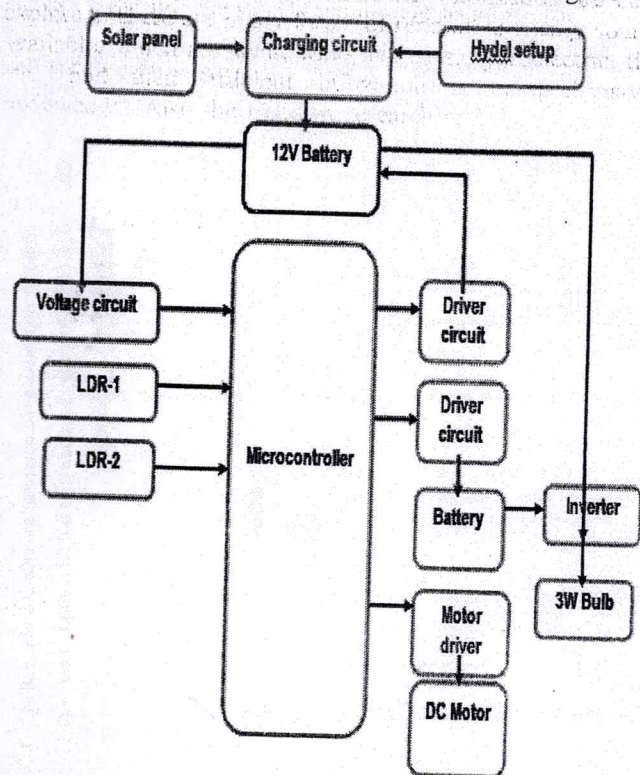 Solar panel
Charging circuit
Hydel setup
12V Battery
Voltage circuit
Driver
circuit
LDR-1
Driver
circuit
LDR-2
Microcontroller
Battery
Inverter
3W Bulb
Motor
driver
DC Motor